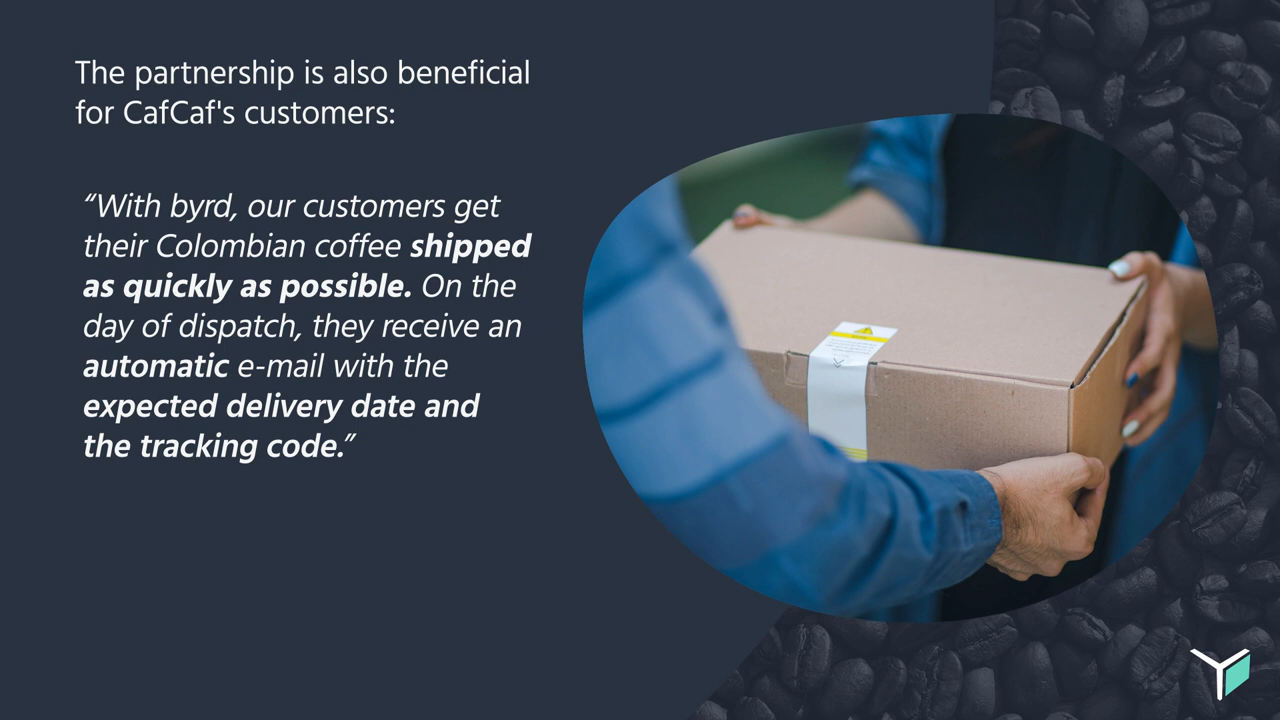 The partnership is also beneficial
for CafCaf's customers:
“With byrd, our customers get
their Colombian coffee shipped
as quickly as possible. On the
day of dispatch, they receive an
automatic e-mail with the
expected delivery date and
the tracking code.”